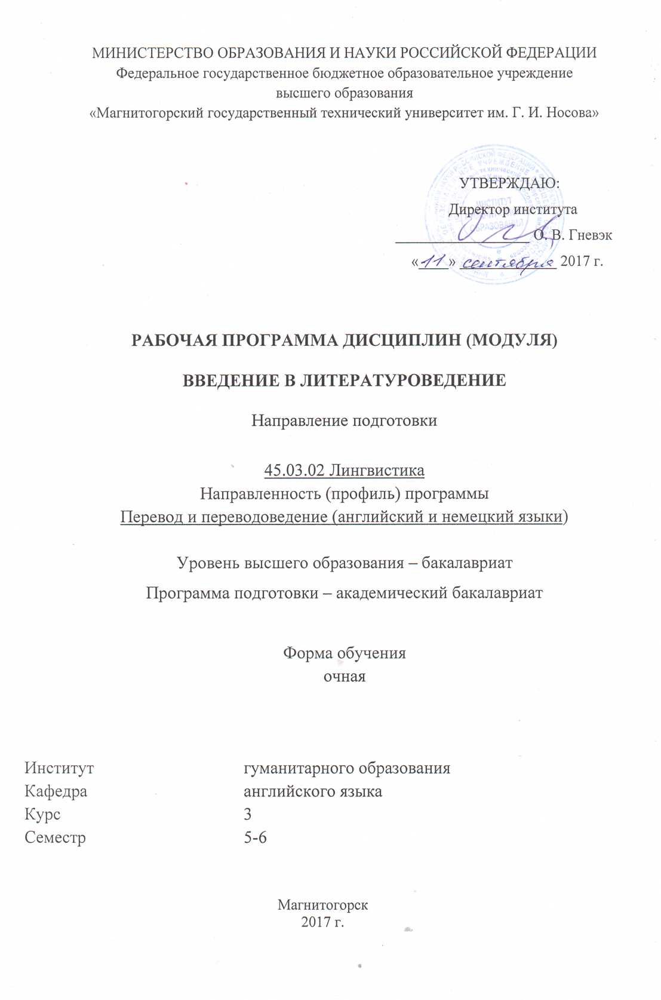 МИНИСТЕРСТВО ОБРАЗОВАНИЯ И НАУКИ РОССИЙСКОЙ ФЕДЕРАЦИИ
Федеральное государственное бюджетное образовательное учреждение
высшего образования
«Магнитогорский государственный технический университет им. Г. И. Носова»
УТВЕРЖДАЮ:
Директор института
О. В. Гневэк
«11» сентября 2017 г.
ИНСТИТУТ
ОБРАЗОВАНИЯ
РАБОЧАЯ ПРОГРАММА ДИСЦИПЛИН (МОДУЛЯ)
ВВЕДЕНИЕ В ЛИТЕРАТУРОВЕДЕНИЕ
Направление подготовки
45.03.02 Лингвистика
Направленность (профиль) программы
Перевод и переводоведение (английский и немецкий языки)
Уровень высшего образования – бакалавриат
Программа подготовки – академический бакалавриат
Форма обучения
очная
Институт гуманитарного образования
Кафедра английского языка
Курс 3
Семестр 5-6
Магнитогорск
2017 г.